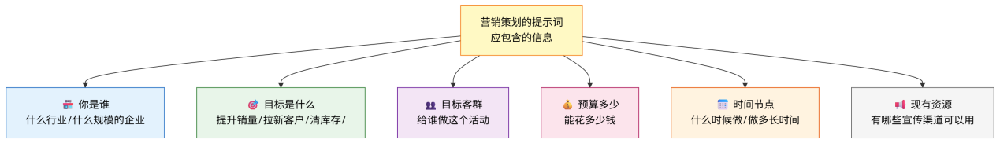 营销策划的提示词
应包含的信息
🏪 你是谁
什么行业/什么规模的企业
🎯 目标是什么
提升销量/拉新客户/清库存/
👥 目标客群
给谁做这个活动
💰 预算多少
能花多少钱
📅 时间节点
什么时候做/做多长时间
📢 现有资源
有哪些宣传渠道可以用